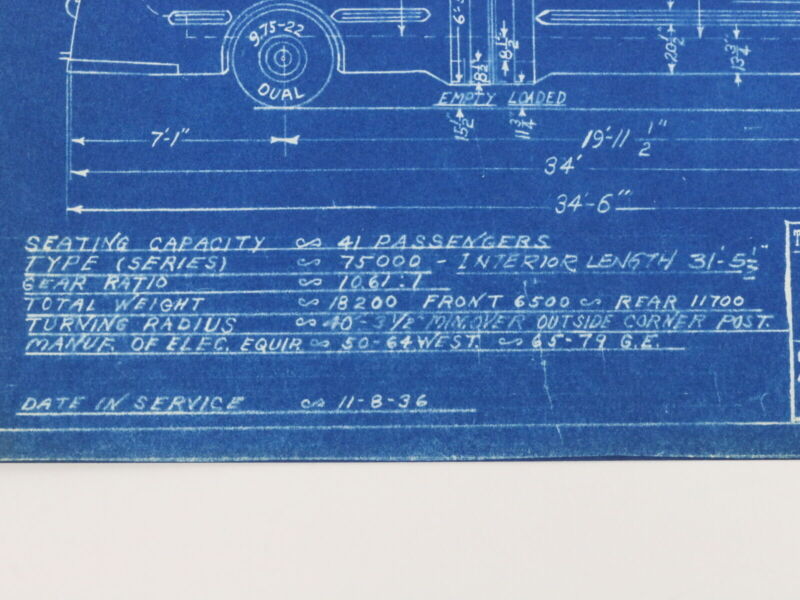 9.75-22
DUAL
6'-
8½
8½
20½"
13¾"
EMPTY LOADED
15½"
11¾
7'-1"
19'-11 ½"
34'
34'-6"
SEATING CAPACITY ∾ 41 PASSENGERS
TYPE (SERIES) ∾ 75000 - INTERIOR LENGTH 31'-5
GEAR RATIO ∾ 10.61:1
TOTAL WEIGHT ∾ 18200 FRONT 6500 ∾ REAR 11700
TURNING RADIUS ∾ 40'-3½" MIN. OVER OUTSIDE CORNER POST.
MANUF. OF ELEC. EQUIP. ∾ 50-64 WEST. ∾ 65-79 G.E.
DATE IN SERVICE ∾ 11-8-36